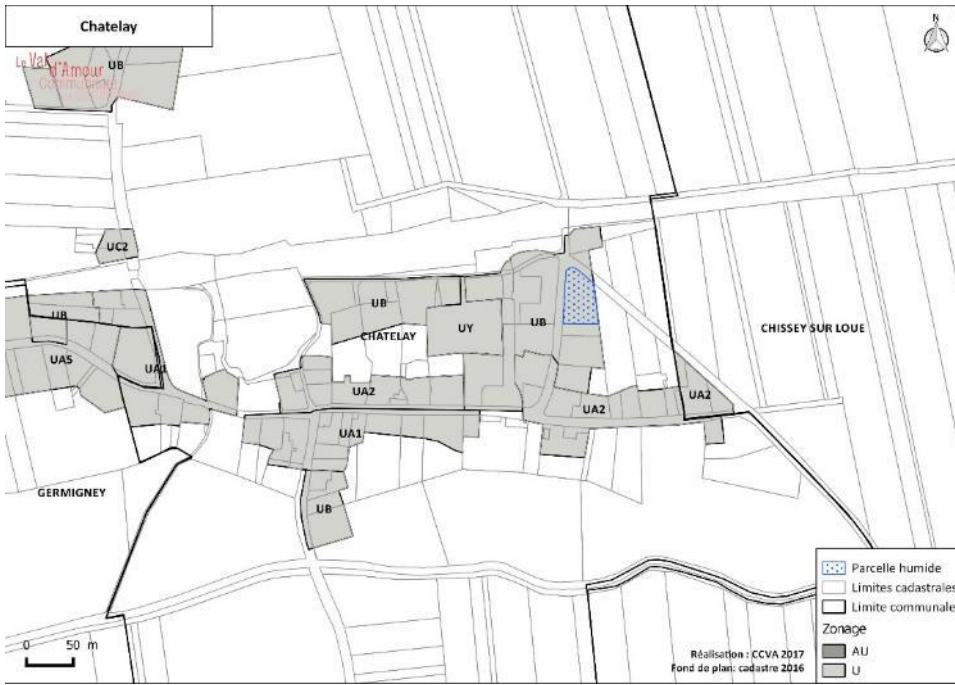 Chatelay
N
Le Val
d'Amour
UB
UC2
UB
UB
CHATELAY
UY
UB
CHISSEY SUR LOUE
UA5
UA1
UA2
UA2
UA2
UA1
GERMIGNEY
UB
Parcelle humide
Limites cadastrales
Limite communale
Zonage
AU
U
0 50 m
Réalisation : CCVA 2017
Fond de plan: cadastre 2016